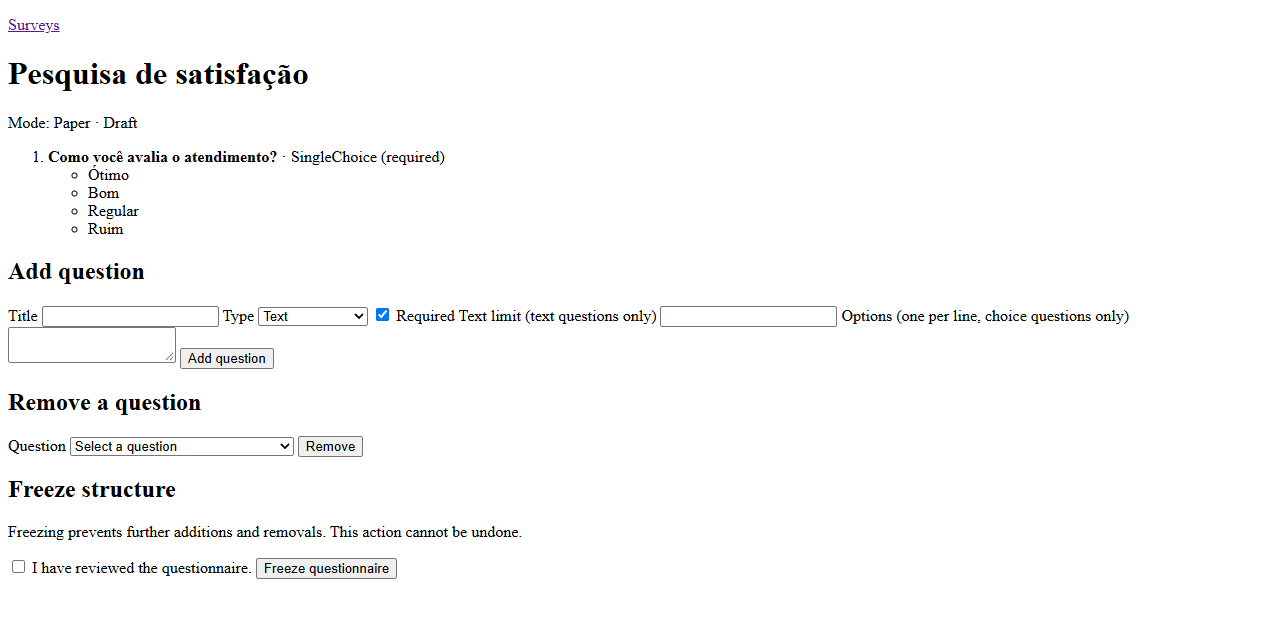 Surveys
Pesquisa de satisfação
Mode: Paper · Draft
1. Como você avalia o atendimento? · SingleChoice (required)
Ótimo
Bom
Regular
Ruim
Add question
Title Type Text Required Text limit (text questions only) Options (one per line, choice questions only)
Add question
Remove a question
Question Select a question Remove
Freeze structure
Freezing prevents further additions and removals. This action cannot be undone.
I have reviewed the questionnaire. Freeze questionnaire